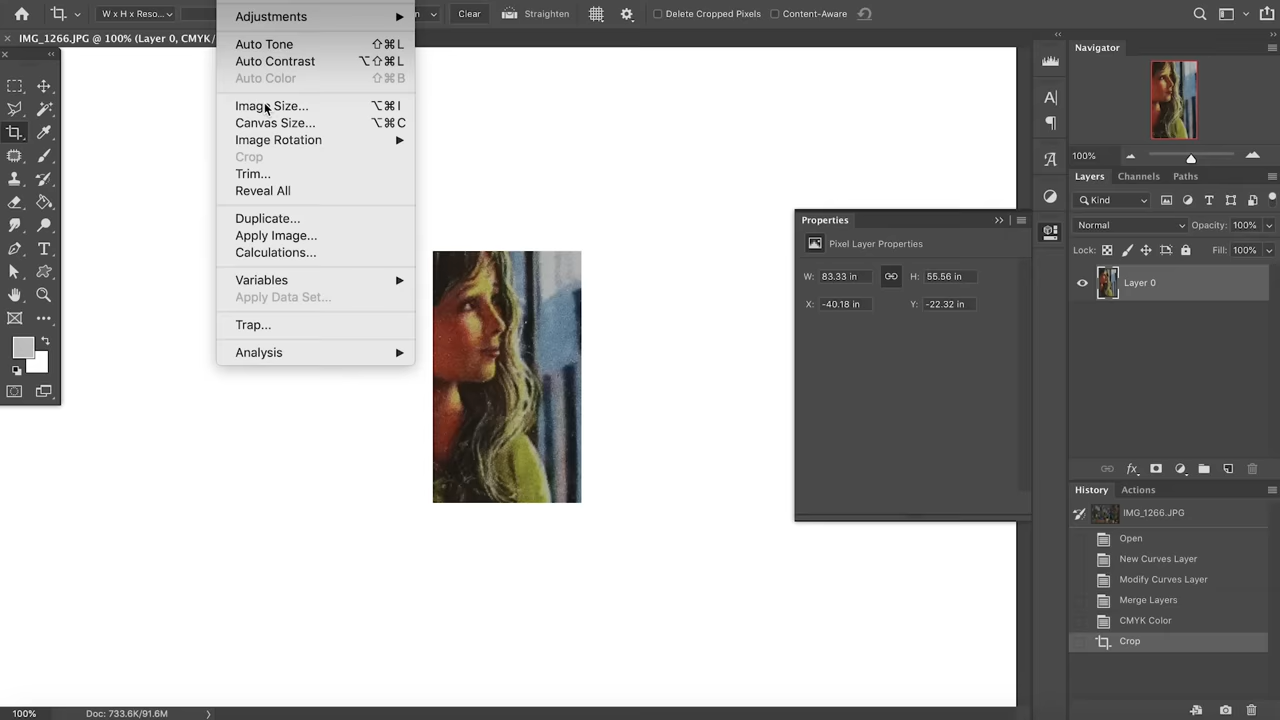 W x H x Reso...
Clear
Straighten
Delete Cropped Pixels
Content-Aware
IMG_1266.JPG @ 100% (Layer 0, CMYK/
Adjustments
Auto Tone ⇧⌘L
Auto Contrast ⌥⇧⌘L
Auto Color ⇧⌘B
Image Size... ⌥⌘I
Canvas Size... ⌥⌘C
Image Rotation
Crop
Trim...
Reveal All
Duplicate...
Apply Image...
Calculations...
Variables
Apply Data Set...
Trap...
Analysis
Properties
Pixel Layer Properties
W: 83.33 in H: 55.56 in
X: -40.18 in Y: -22.32 in
Navigator
100%
Layers Channels Paths
Kind
Normal Opacity: 100%
Lock: Fill: 100%
Layer 0
History Actions
IMG_1266.JPG
Open
New Curves Layer
Modify Curves Layer
Merge Layers
CMYK Color
Crop
100% Doc: 733.6K/91.6M